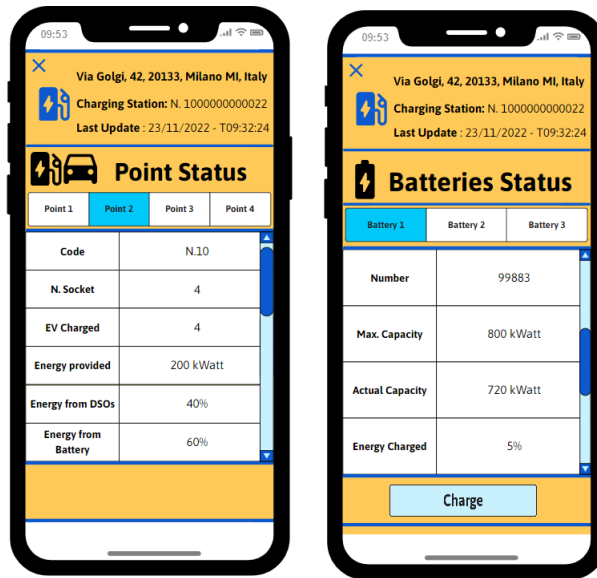 09:53
Via Golgi, 42, 20133, Milano MI, Italy
Charging Station: N. 1000000000022
Last Update : 23/11/2022 - T09:32:24
Point Status
Point 1 Point 2 Point 3 Point 4
Code N.10
N. Socket 4
EV Charged 4
Energy provided 200 kWatt
Energy from DSOs 40%
Energy from
Battery 60%
09:53
Via Golgi, 42, 20133, Milano MI, Italy
Charging Station: N. 1000000000022
Last Update : 23/11/2022 - T09:32:24
Batteries Status
Battery 1 Battery 2 Battery 3
Number 99883
Max. Capacity 800 kWatt
Actual Capacity 720 kWatt
Energy Charged 5%
Charge